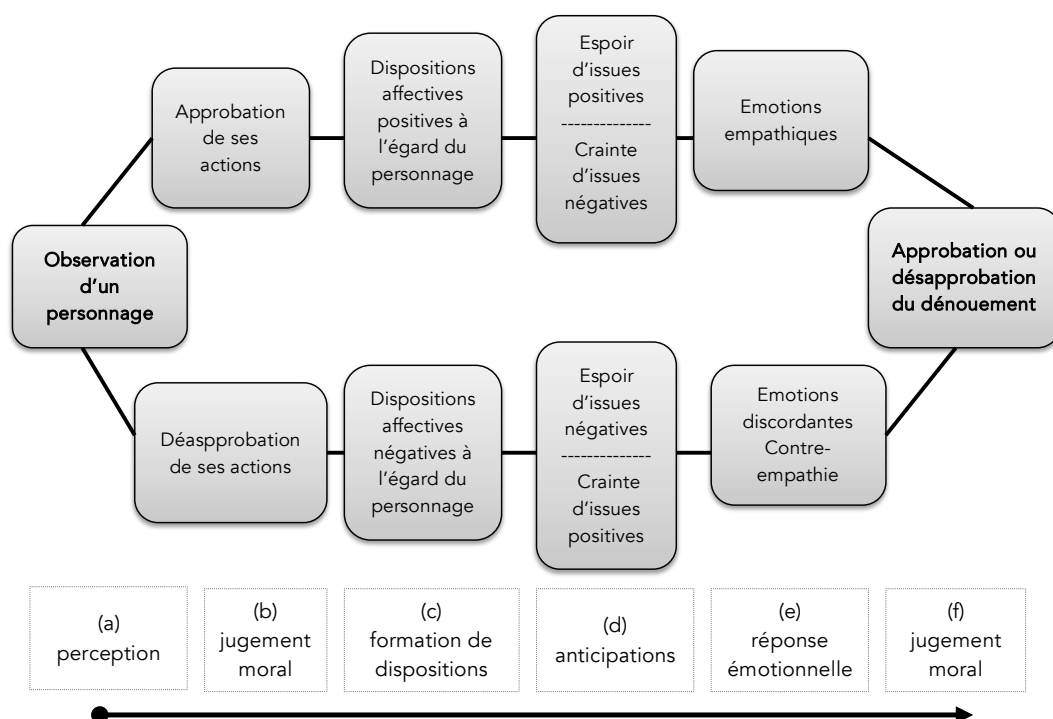 Observation
d'un
personnage
Approbation
de ses
actions
Dispositions
affectives
positives à
l'égard du
personnage
Espoir
d'issues
positives
--------------
Crainte
d'issues
négatives
Emotions
empathiques
Déaspprobation
de ses actions
Dispositions
affectives
négatives à
l'égard du
personnage
Espoir
d'issues
négatives
--------------
Crainte
d'issues
positives
Emotions
discordantes
Contre-
empathie
Approbation ou
désapprobation
du dénouement
(a)
perception
(b)
jugement
moral
(c)
formation de
dispositions
(d)
anticipations
(e)
réponse
émotionnelle
(f)
jugement
moral